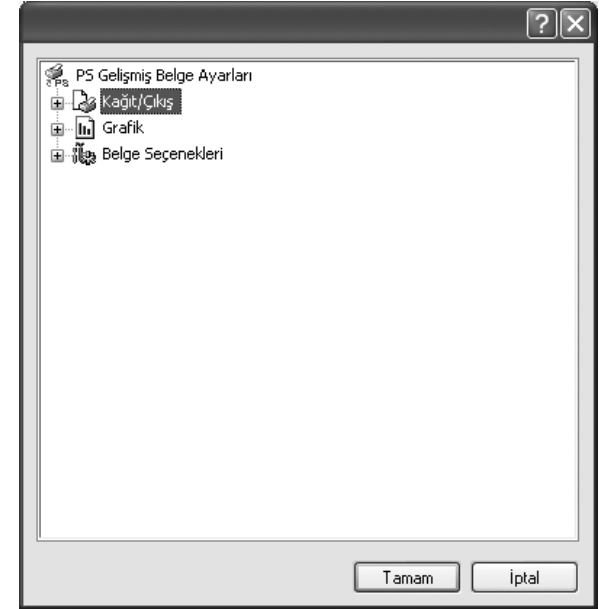 PS Gelişmiş Belge Ayarları
Kağıt/Çıkış
Grafik
Belge Seçenekleri
Tamam
İptal